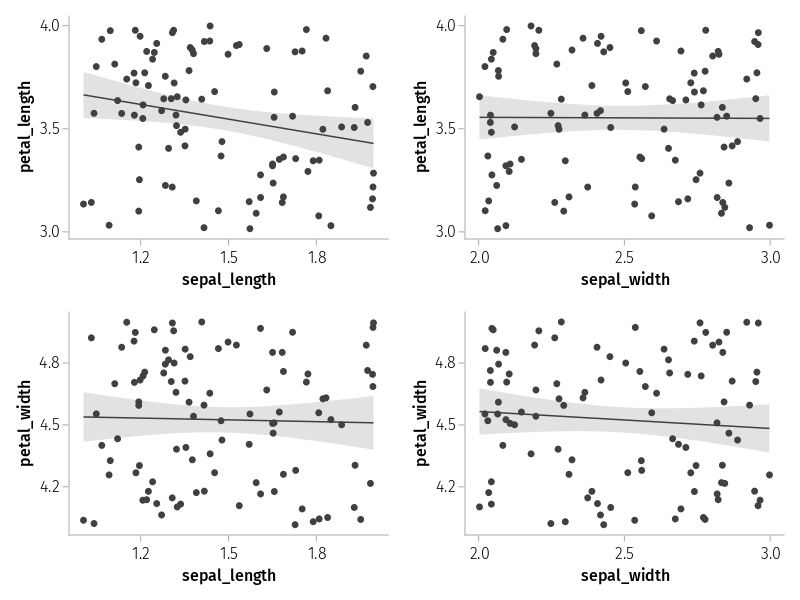 4.0
3.5
3.0
petal_length
1.2 1.5 1.8
sepal_length
4.0
3.5
3.0
petal_length
2.0 2.5 3.0
sepal_width
4.8
4.5
4.2
petal_width
1.2 1.5 1.8
sepal_length
4.8
4.5
4.2
petal_width
2.0 2.5 3.0
sepal_width